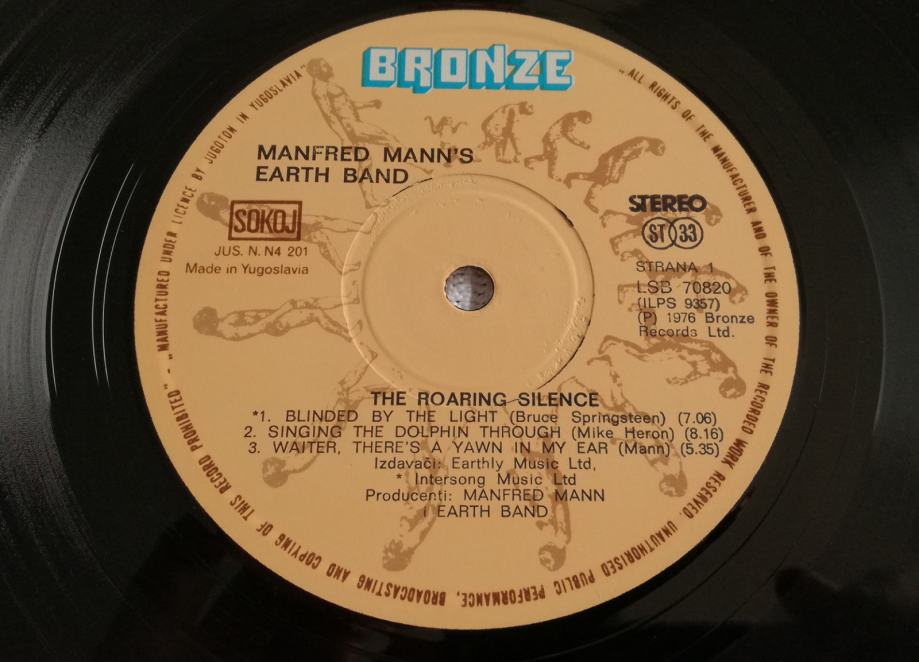 BRONZE
MANFRED MANN'S
EARTH BAND
SOKOJ
JUS. N. N4 201
Made in Yugoslavia
STEREO
ST 33
STRANA 1
LSB 70820
(ILPS 9357)
(P) 1976 Bronze
Records Ltd.
THE ROARING SILENCE
*1. BLINDED BY THE LIGHT (Bruce Springsteen) (7.06)
2. SINGING THE DOLPHIN THROUGH (Mike Heron) (8.16)
3. WAITER, THERE'S A YAWN IN MY EAR (Mann) (5.35)
Izdavači: Earthly Music Ltd,
* Intersong Music Ltd
Producenti: MANFRED MANN
i EARTH BAND
„ALL RIGHTS OF THE MANUFACTURER AND OF THE OWNER OF THE RECORDED WORK RESERVED. UNAUTHORISED PUBLIC PERFORMANCE, BROADCASTING AND COPYING OF THIS RECORD PROHIBITED" - „MANUFACTURED UNDER LICENCE BY JUGOTON IN YUGOSLAVIA"